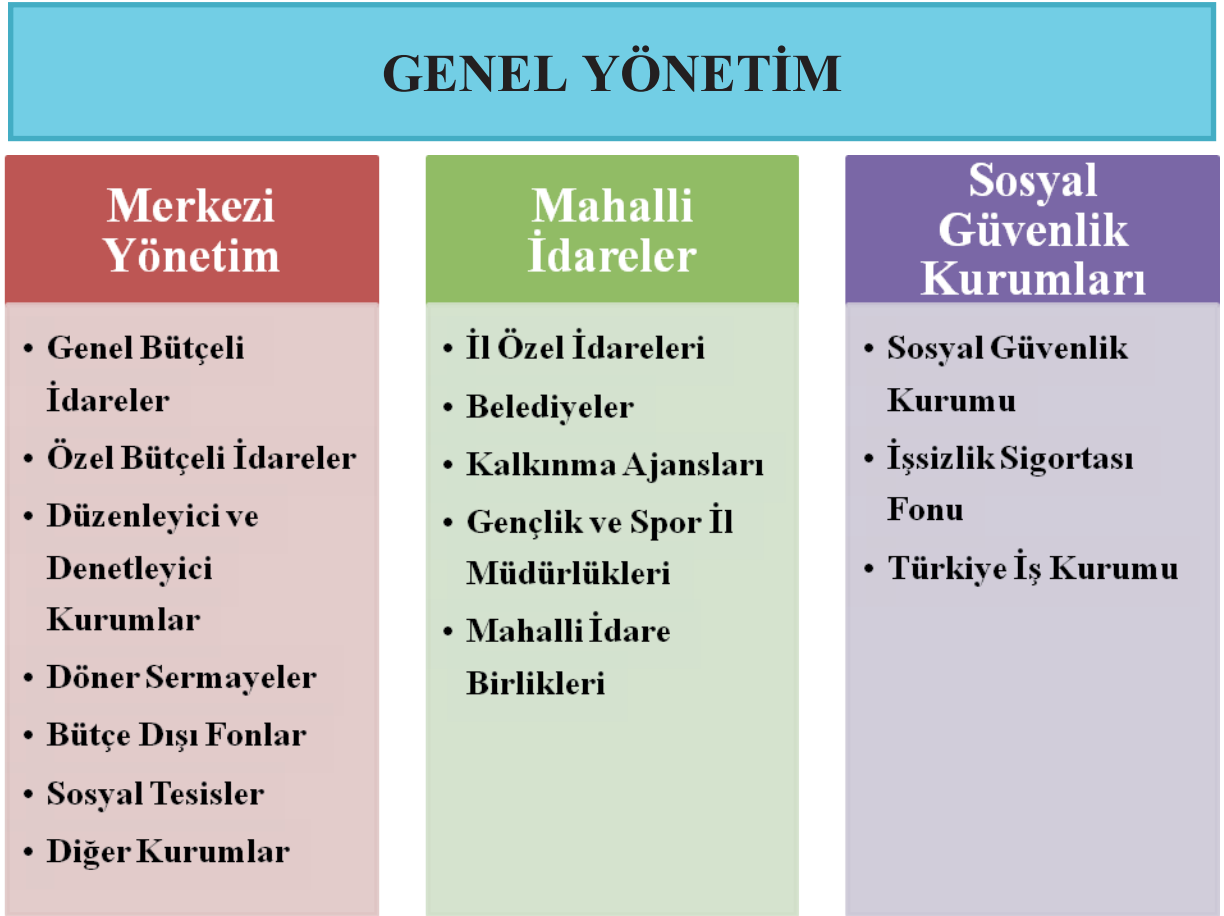 GENEL YÖNETİM
Merkezi
Yönetim
• Genel Bütçeli
İdareler
• Özel Bütçeli İdareler
• Düzenleyici ve
Denetleyici
Kurumlar
• Döner Sermayeler
• Bütçe Dışı Fonlar
• Sosyal Tesisler
• Diğer Kurumlar
Mahalli
İdareler
• İl Özel İdareleri
• Belediyeler
• Kalkınma Ajansları
• Gençlik ve Spor İl
Müdürlükleri
• Mahalli İdare
Birlikleri
Sosyal
Güvenlik
Kurumları
• Sosyal Güvenlik
Kurumu
• İşsizlik Sigortası
Fonu
• Türkiye İş Kurumu